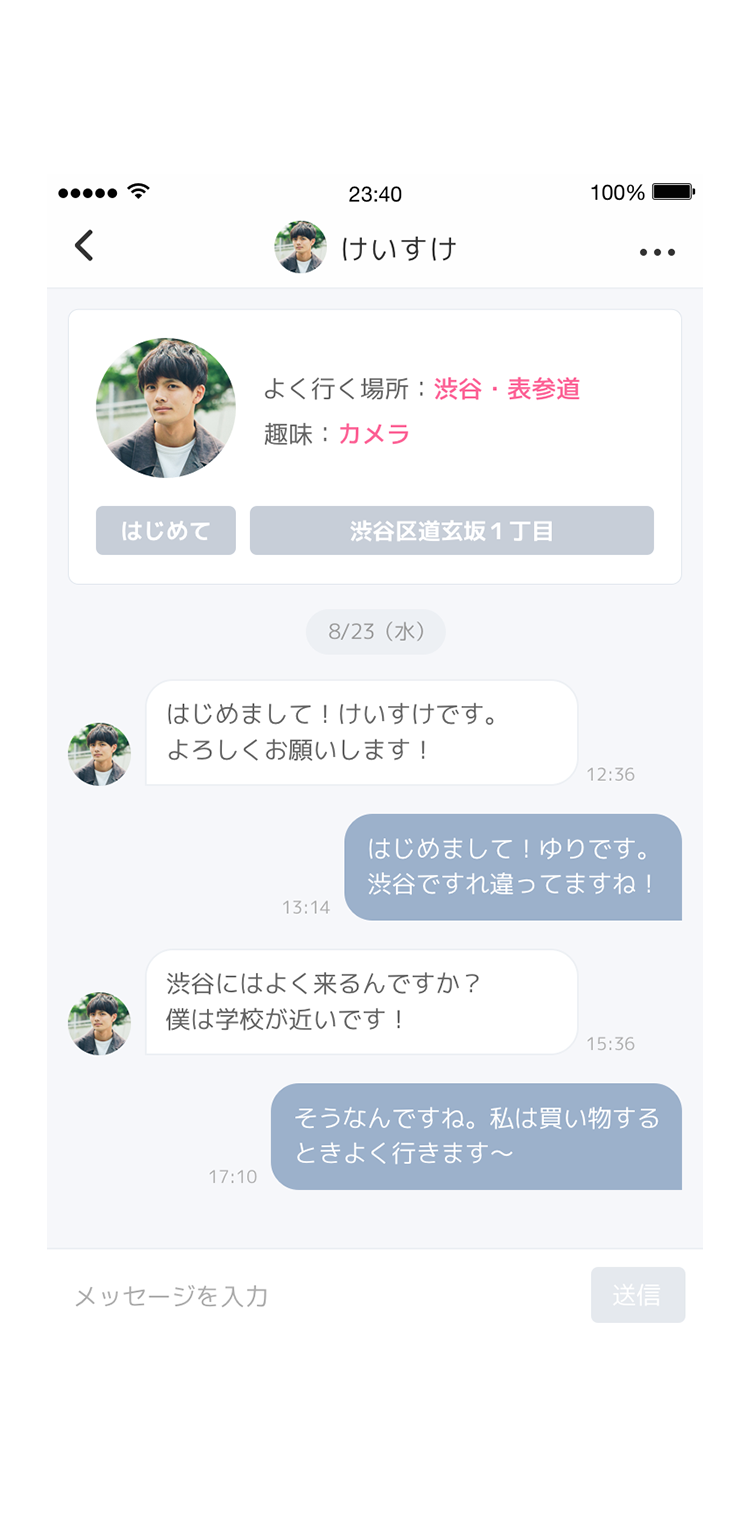 23:40
100%
けいすけ
よく行く場所：渋谷・表参道
趣味：カメラ
はじめて
渋谷区道玄坂１丁目
8/23（水）
はじめまして！けいすけです。
よろしくお願いします！
12:36
はじめまして！ゆりです。
渋谷ですれ違ってますね！
13:14
渋谷にはよく来るんですか？
僕は学校が近いです！
15:36
そうなんですね。私は買い物する
ときよく行きます〜
17:10
メッセージを入力
送信